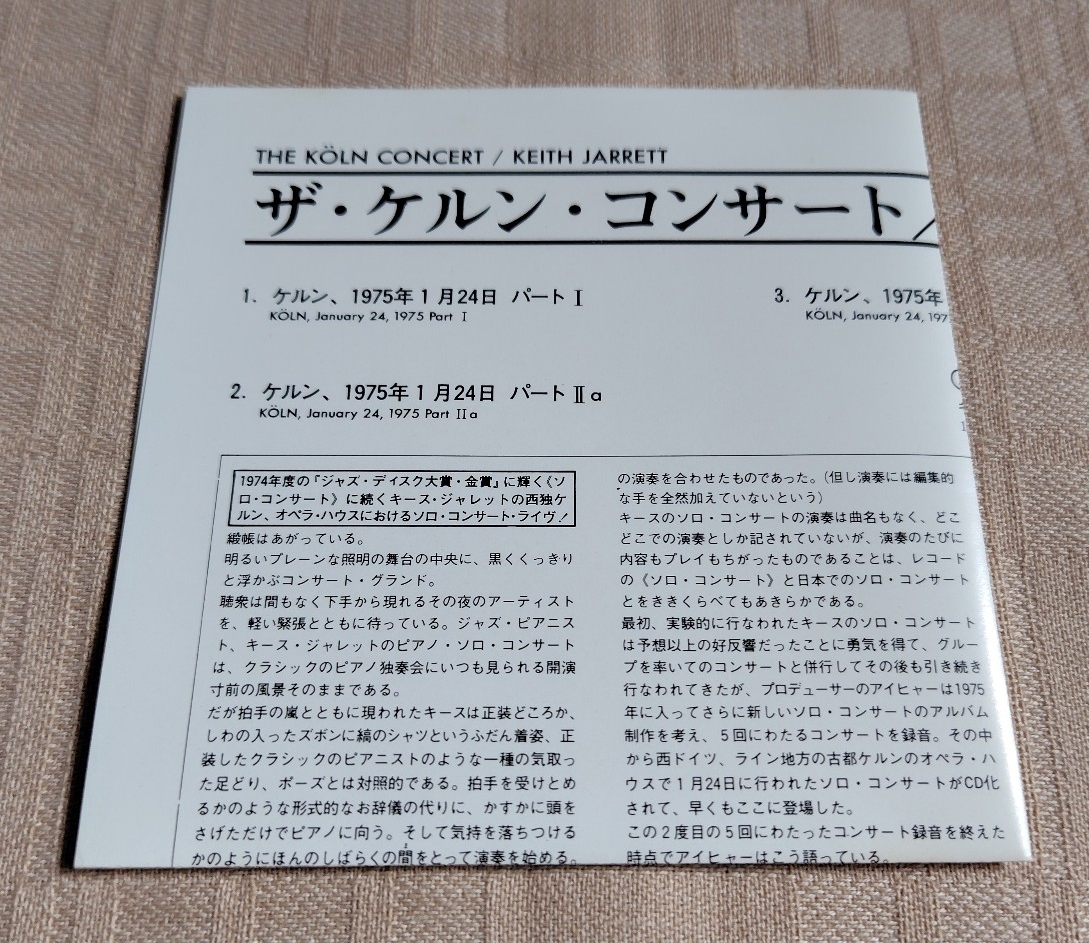 THE KÖLN CONCERT / KEITH JARRETT
ザ・ケルン・コンサート／
1. ケルン、1975年1月24日 パートⅠ
KÖLN, January 24, 1975 Part Ⅰ
2. ケルン、1975年1月24日 パートⅡa
KÖLN, January 24, 1975 Part Ⅱa
3. ケルン、1975年
KÖLN, January 24, 197
1974年度の『ジャズ・ディスク大賞・金賞』に輝く《ソ
ロ・コンサート》に続くキース・ジャレットの西独ケ
ルン、オペラ・ハウスにおけるソロ・コンサート・ライヴ！
緞帳はあがっている。
明るいプレーンな照明の舞台の中央に、黒くくっきり
と浮かぶコンサート・グランド。
聴衆は間もなく下手から現れるその夜のアーティスト
を、軽い緊張とともに待っている。ジャズ・ピアニス
ト、キース・ジャレットのピアノ・ソロ・コンサート
は、クラシックのピアノ独奏会にいつも見られる開演
寸前の風景そのままである。
だが拍手の嵐とともに現われたキースは正装どころか、
しわの入ったズボンに縞のシャツというふだん着姿、正
装したクラシックのピアニストのような一種の気取っ
た足どり、ポーズとは対照的である。拍手を受けとめ
るかのような形式的なお辞儀の代りに、かすかに頭を
さげただけでピアノに向う。そして気持を落ちつける
かのようにほんのしばらくの間をとって演奏を始める。
の演奏を合わせたものであった。（但し演奏には編集的
な手を全然加えていないという）
キースのソロ・コンサートの演奏は曲名もなく、どこ
どこでの演奏としか記されていないが、演奏のたびに
内容もプレイもちがったものであることは、レコード
の《ソロ・コンサート》と日本でのソロ・コンサート
とをききくらべてもあきらかである。
最初、実験的に行なわれたキースのソロ・コンサート
は予想以上の好反響だったことに勇気を得て、グルー
プを率いてのコンサートと併行してその後も引き続き
行なわれてきたが、プロデューサーのアイヒャーは1975
年に入ってさらに新しいソロ・コンサートのアルバム
制作を考え、5回にわたるコンサートを録音。その中
から西ドイツ、ライン地方の古都ケルンのオペラ・ハ
ウスで1月24日に行われたソロ・コンサートがCD化
されて、早くもここに登場した。
この2度目の5回にわたったコンサート録音を終えた
時点でアイヒャーはこう語っている。